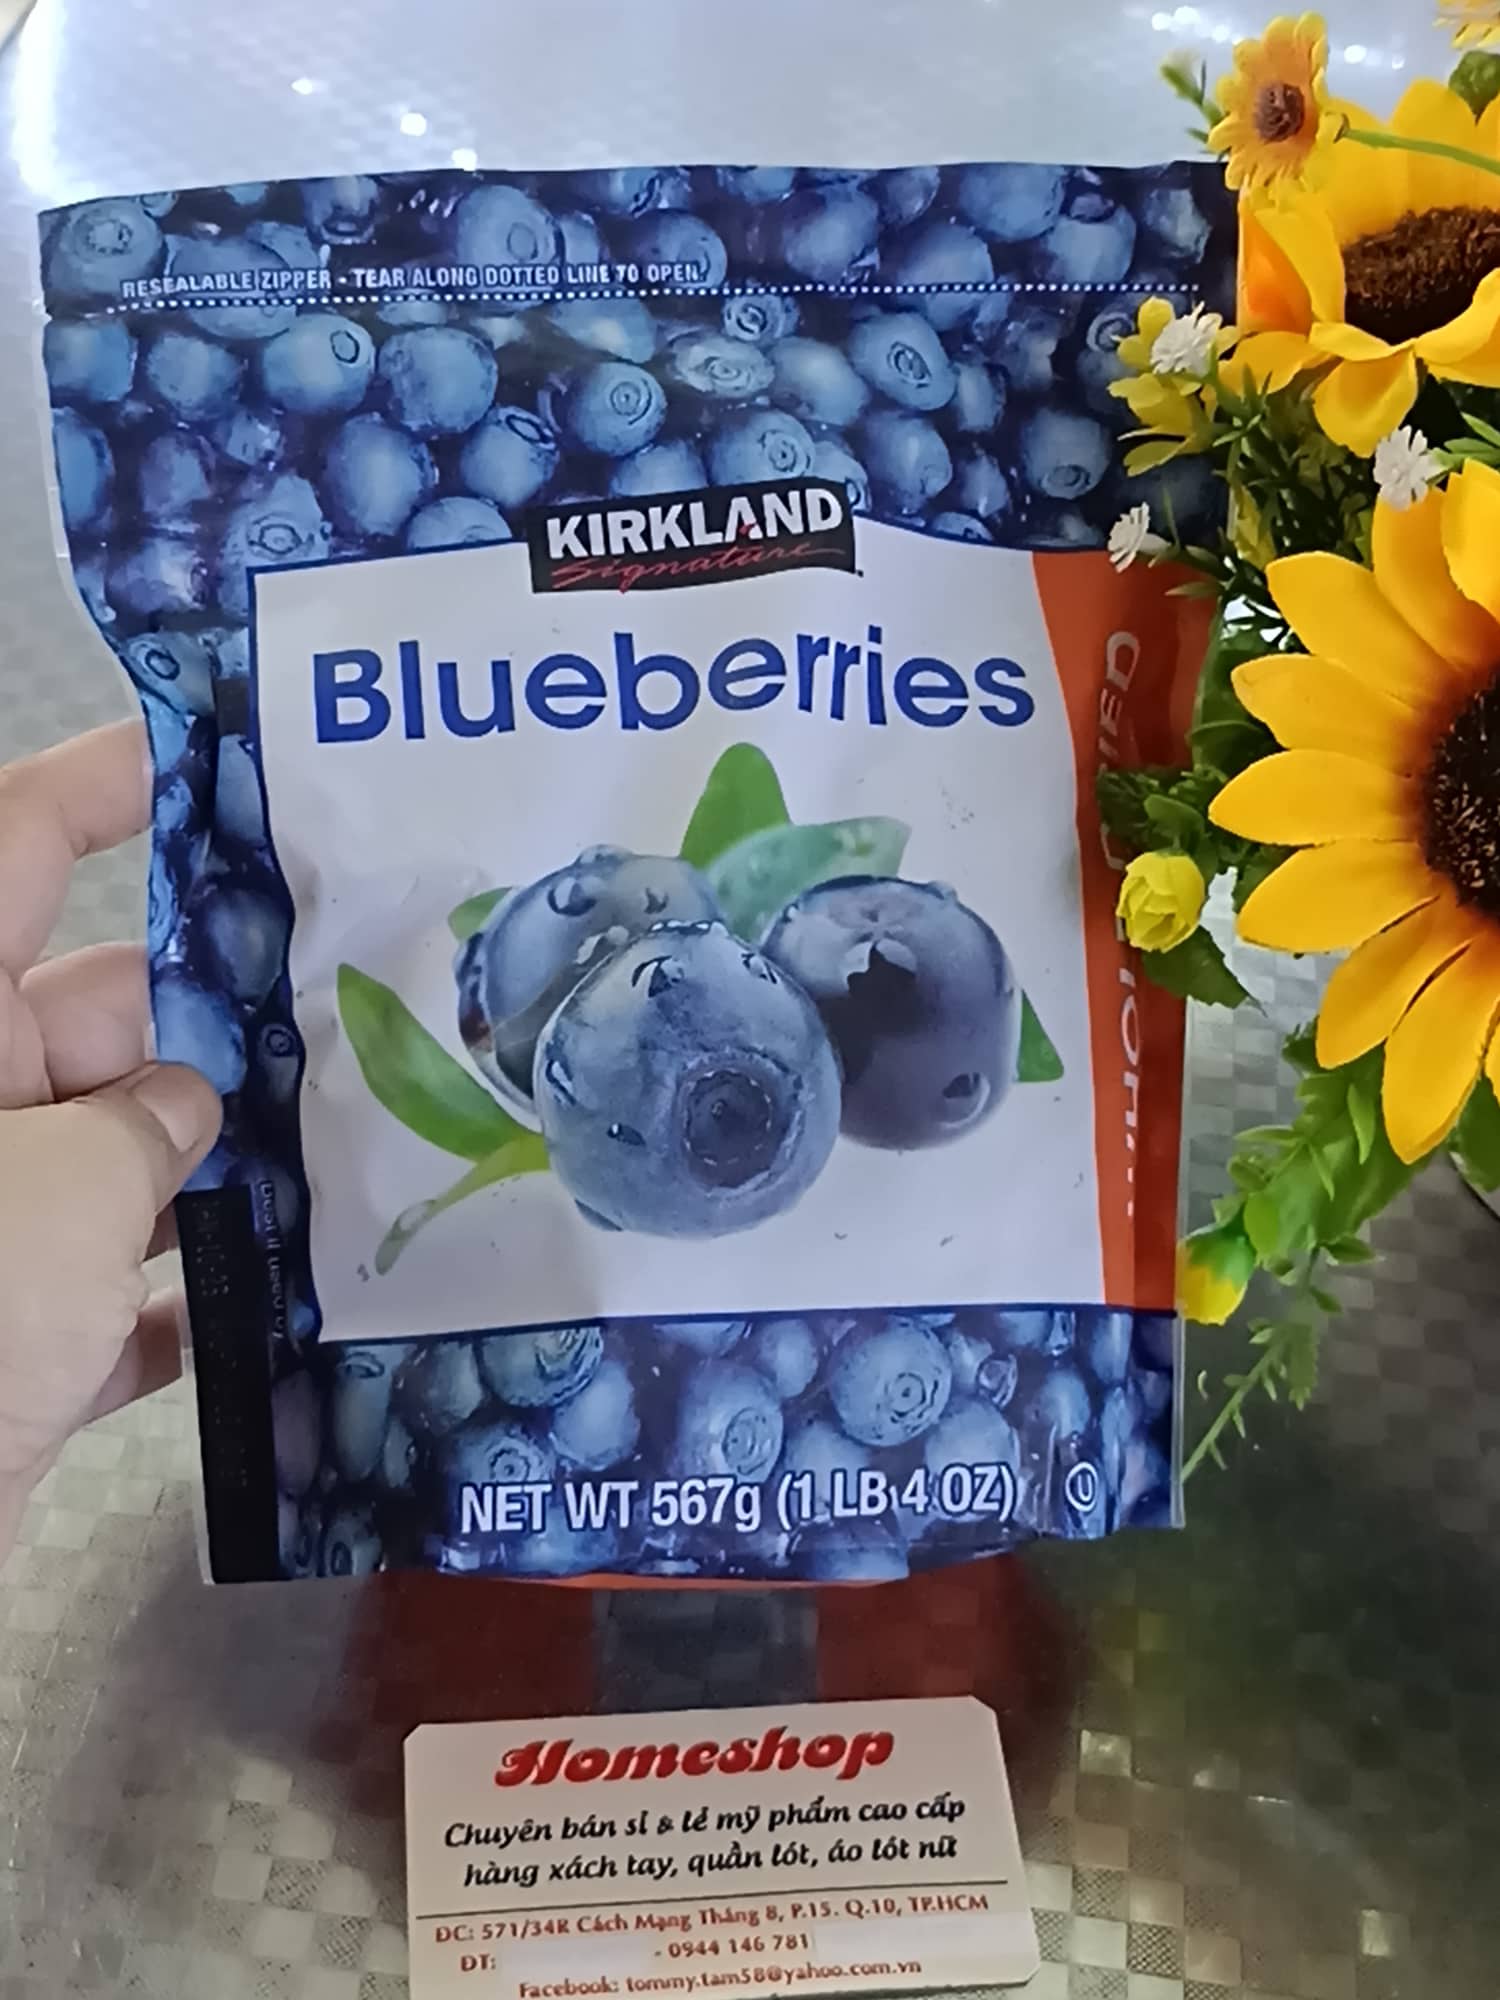 RESEALABLE ZIPPER - TEAR ALONG DOTTED LINE TO OPEN.
KIRKLAND
Signature
Blueberries
NET WT 567g (1 LB 4 OZ)
U
Homeshop
Chuyên bán sỉ & lẻ mỹ phẩm cao cấp
hàng xách tay, quần lót, áo lót nữ
ĐC: 571/34R Cách Mạng Tháng 8, P.15. Q.10, TP.HCM
ĐT: - 0944 146 781
Facebook: tommy.tam58@yahoo.com.vn